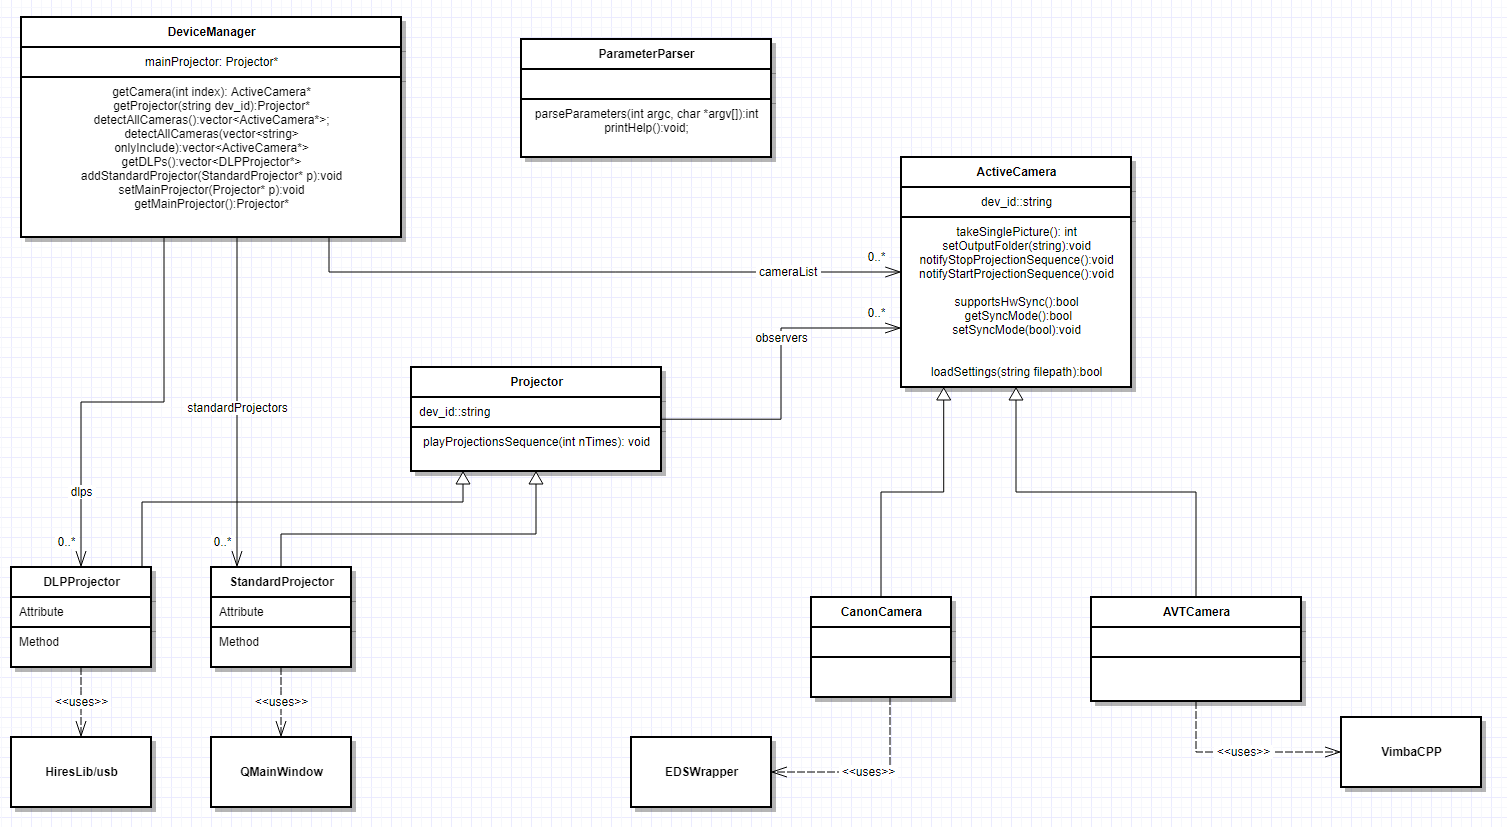 DeviceManager
mainProjector: Projector*
getCamera(int index): ActiveCamera*
getProjector(string dev_id):Projector*
detectAllCameras():vector<ActiveCamera*>;
detectAllCameras(vector<string>
onlyInclude):vector<ActiveCamera*>
getDLPs():vector<DLPProjector*>
addStandardProjector(StandardProjector* p):void
setMainProjector(Projector* p):void
getMainProjector():Projector*
ParameterParser
parseParameters(int argc, char *argv[]):int
printHelp():void;
ActiveCamera
dev_id::string
takeSinglePicture(): int
setOutputFolder(string):void
notifyStopProjectionSequence():void
notifyStartProjectionSequence():void
supportsHwSync():bool
getSyncMode():bool
setSyncMode(bool):void
loadSettings(string filepath):bool
0..*
cameraList
0..*
observers
Projector
dev_id::string
playProjectionsSequence(int nTimes): void
standardProjectors
dlps
0..*
0..*
DLPProjector
Attribute
Method
StandardProjector
Attribute
Method
CanonCamera
AVTCamera
<<uses>>
<<uses>>
<<uses>>
<<uses>>
HiresLib/usb
QMainWindow
EDSWrapper
VimbaCPP